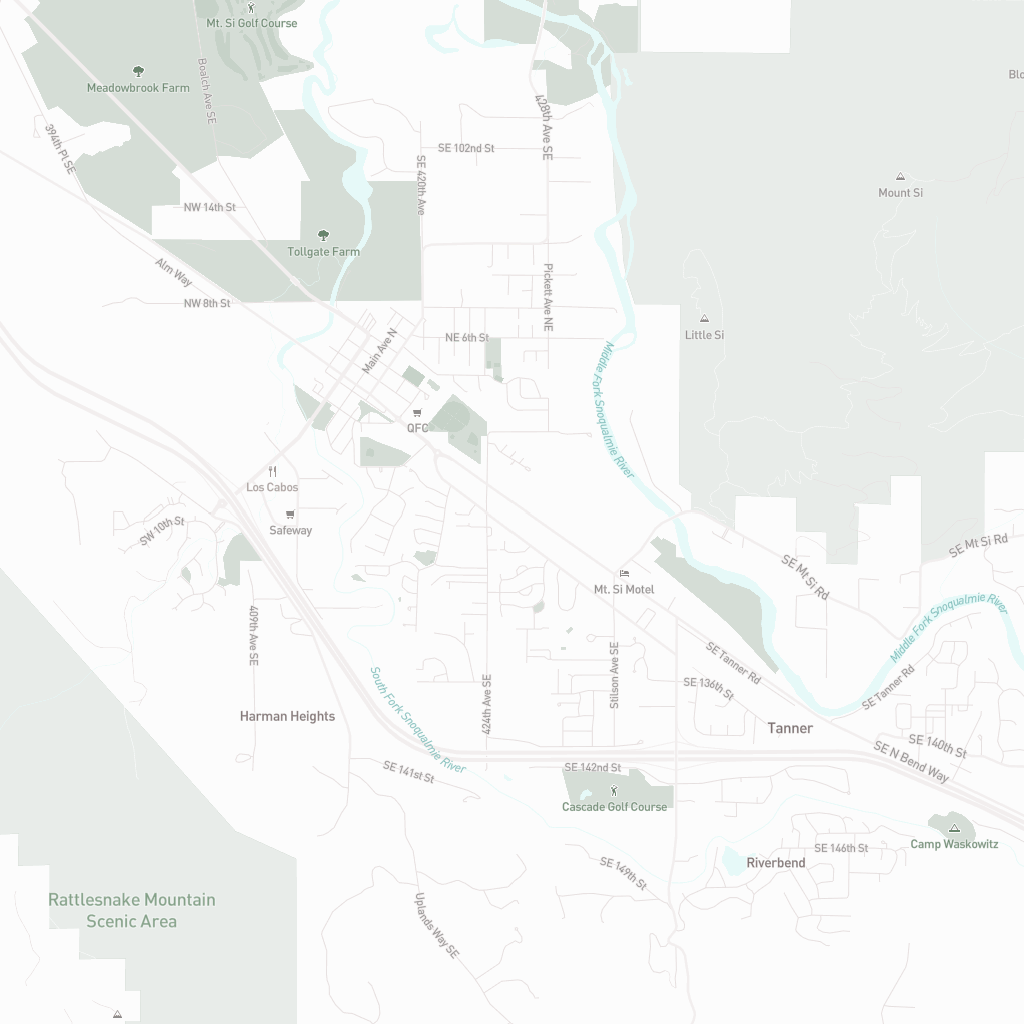 Mt. Si Golf Course
Meadowbrook Farm
Boalch Ave SE
394th Pl SE
428th Ave SE
SE 102nd St
SE 420th Ave
Mount Si
NW 14th St
Tollgate Farm
Alm Way
NW 8th St
Pickett Ave NE
Little Si
NE 6th St
Main Ave N
Middle Fork Snoqualmie River
QFC
Los Cabos
Safeway
SW 10th St
SE Mt Si Rd
SE Mt Si Rd
Mt. Si Motel
Middle Fork Snoqualmie River
409th Ave SE
SE Tanner Rd
Stilson Ave SE
SE 136th St
SE Tanner Rd
424th Ave SE
South Fork Snoqualmie River
Harman Heights
Tanner
SE 140th St
SE N Bend Way
SE 141st St
SE 142nd St
Cascade Golf Course
Camp Waskowitz
SE 146th St
Riverbend
SE 149th St
Rattlesnake Mountain
Scenic Area
Uplands Way SE